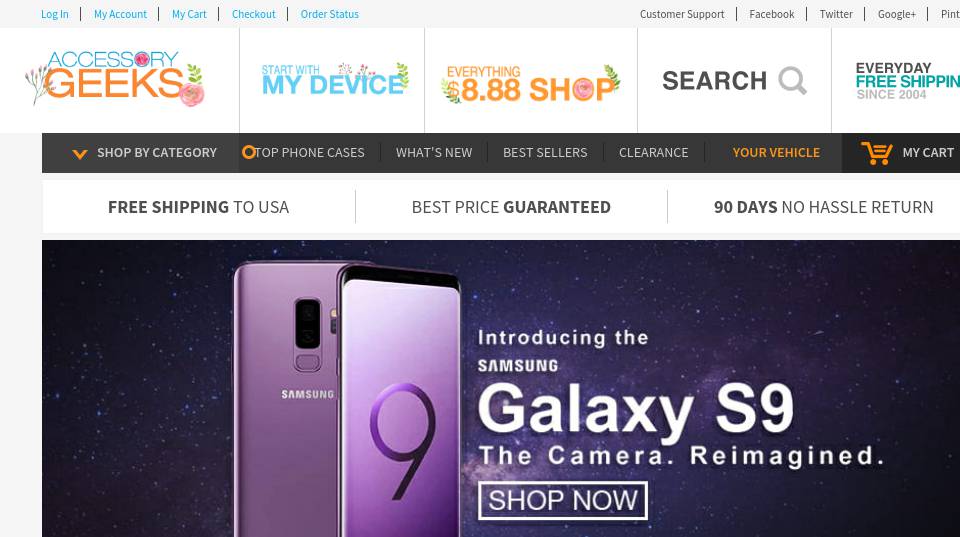 Log In
My Account
My Cart
Checkout
Order Status
Customer Support
Facebook
Twitter
Google+
ACCESSORY
GEEKS
START WITH
MY DEVICE
EVERYTHING
$8.88 SHOP
SEARCH
EVERYDAY
FREE
SINCE 2004
SHOP BY CATEGORY
TOP PHONE CASES
WHAT'S NEW
BEST SELLERS
CLEARANCE
YOUR VEHICLE
MY CART
FREE SHIPPING TO USA
BEST PRICE GUARANTEED
90 DAYS NO HASSLE RETURN
SAMSUNG
9
Introducing the
SAMSUNG
Galaxy S9
The Camera. Reimagined.
SHOP NOW